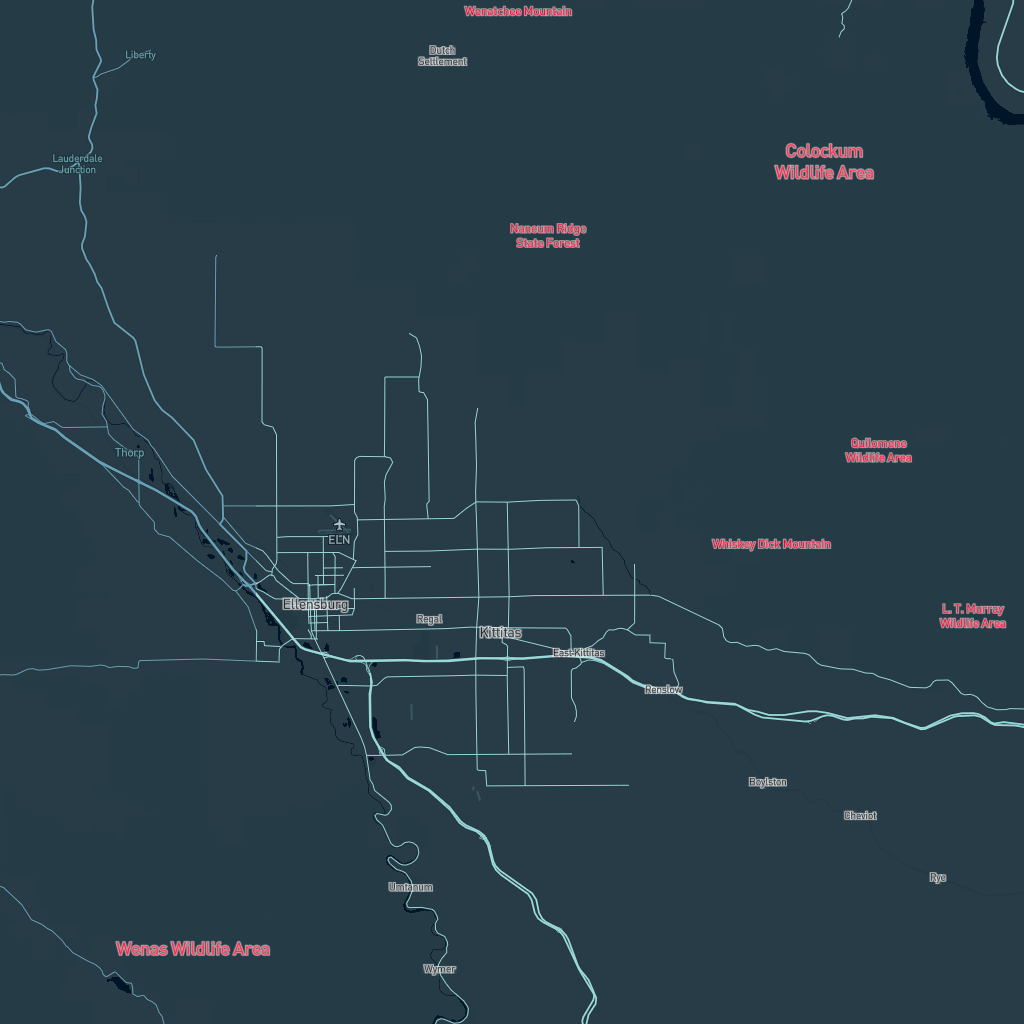 Wenatchee Mountain
Dutch
Settlement
Liberty
Colockum
Wildlife Area
Lauderdale
Junction
Naneum Ridge
State Forest
Quilomene
Wildlife Area
Thorp
ELN
Whiskey Dick Mountain
Ellensburg
L. T. Murray
Wildlife Area
Regal
Kittitas
East Kittitas
Renslow
Boylston
Cheviot
Rye
Umtanum
Wenas Wildlife Area
Wymer